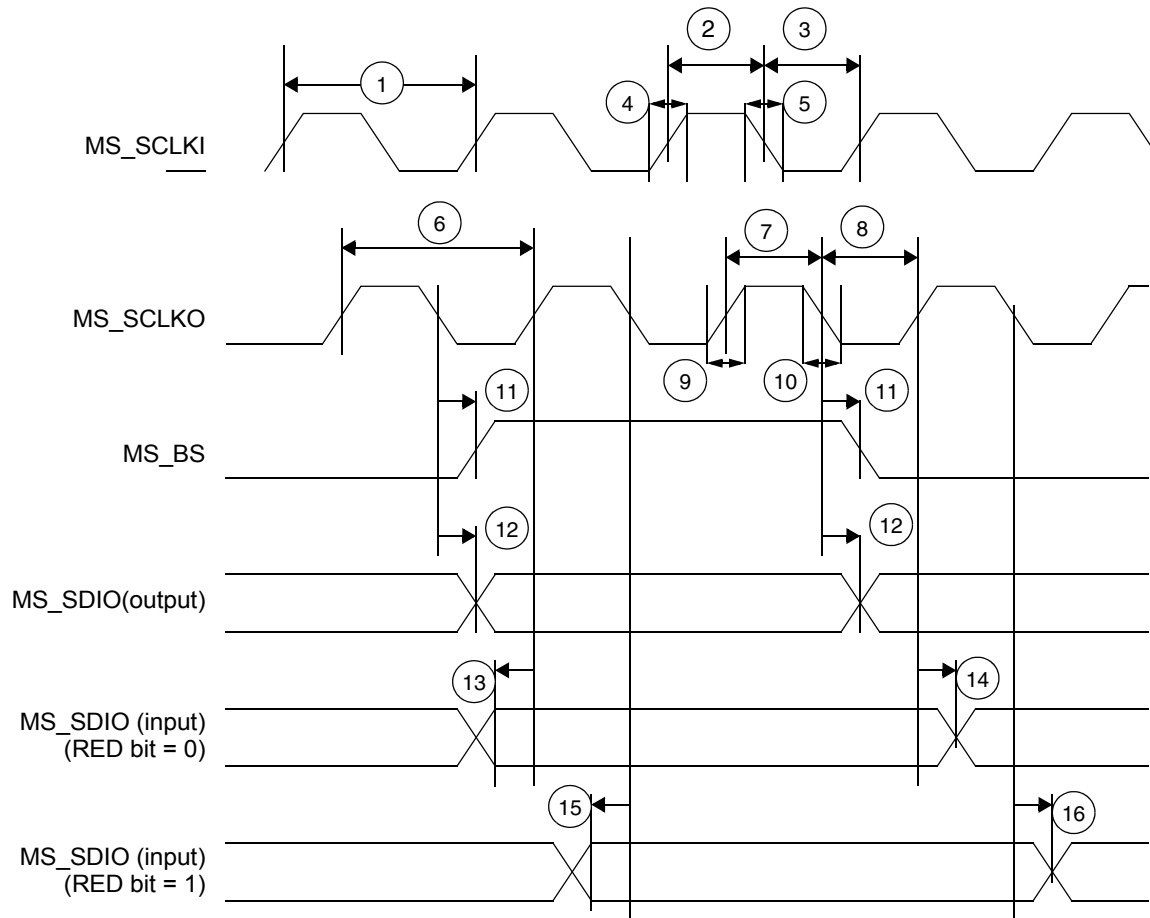 2
3
1
4
5
MS_SCLKI
6
7
8
MS_SCLKO
9
10
11
11
MS_BS
12
12
MS_SDIO(output)
13
14
MS_SDIO (input)
(RED bit = 0)
15
16
MS_SDIO (input)
(RED bit = 1)